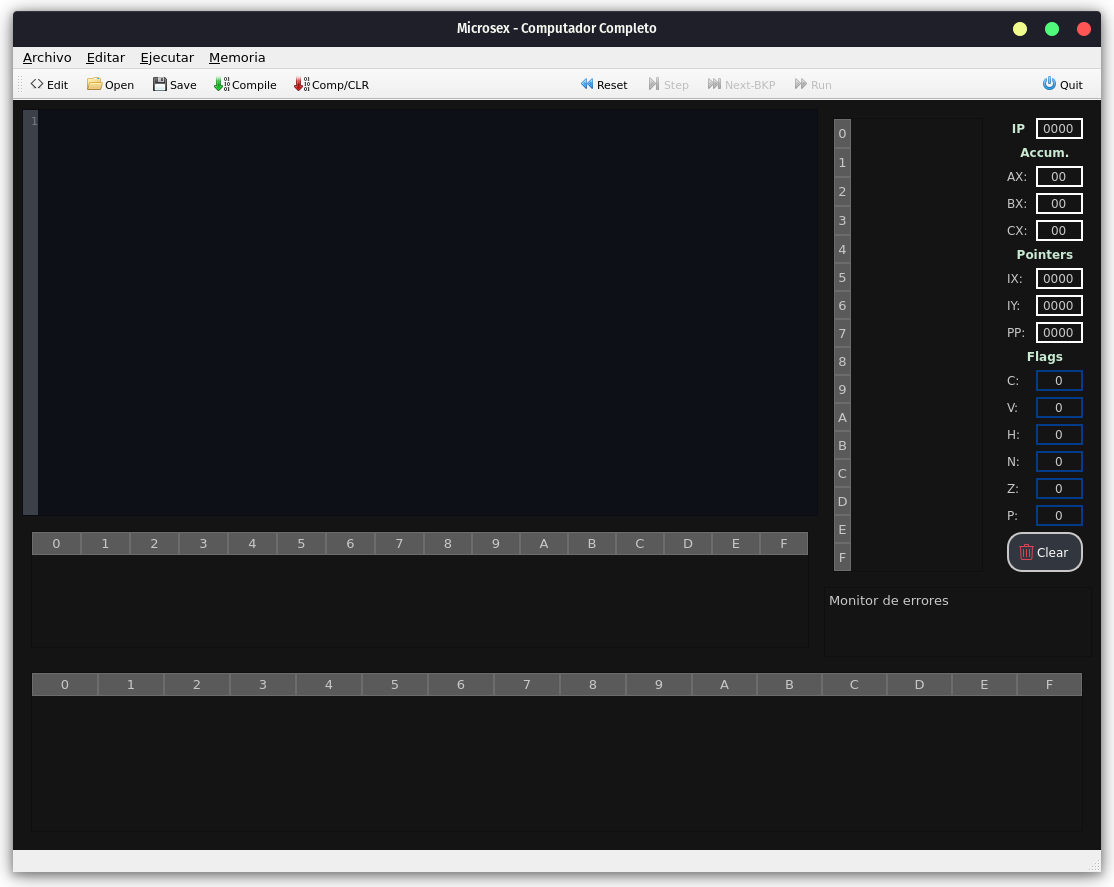 Microsex - Computador Completo
Archivo Editar Ejecutar Memoria
Edit Open Save Compile Comp/CLR Reset Step Next-BKP Run Quit
1
0
1
2
3
4
5
6
7
8
9
A
B
C
D
E
F
IP 0000
Accum.
AX: 00
BX: 00
CX: 00
Pointers
IX: 0000
IY: 0000
PP: 0000
Flags
C: 0
V: 0
H: 0
N: 0
Z: 0
P: 0
Clear
0 1 2 3 4 5 6 7 8 9 A B C D E F
Monitor de errores
0 1 2 3 4 5 6 7 8 9 A B C D E F